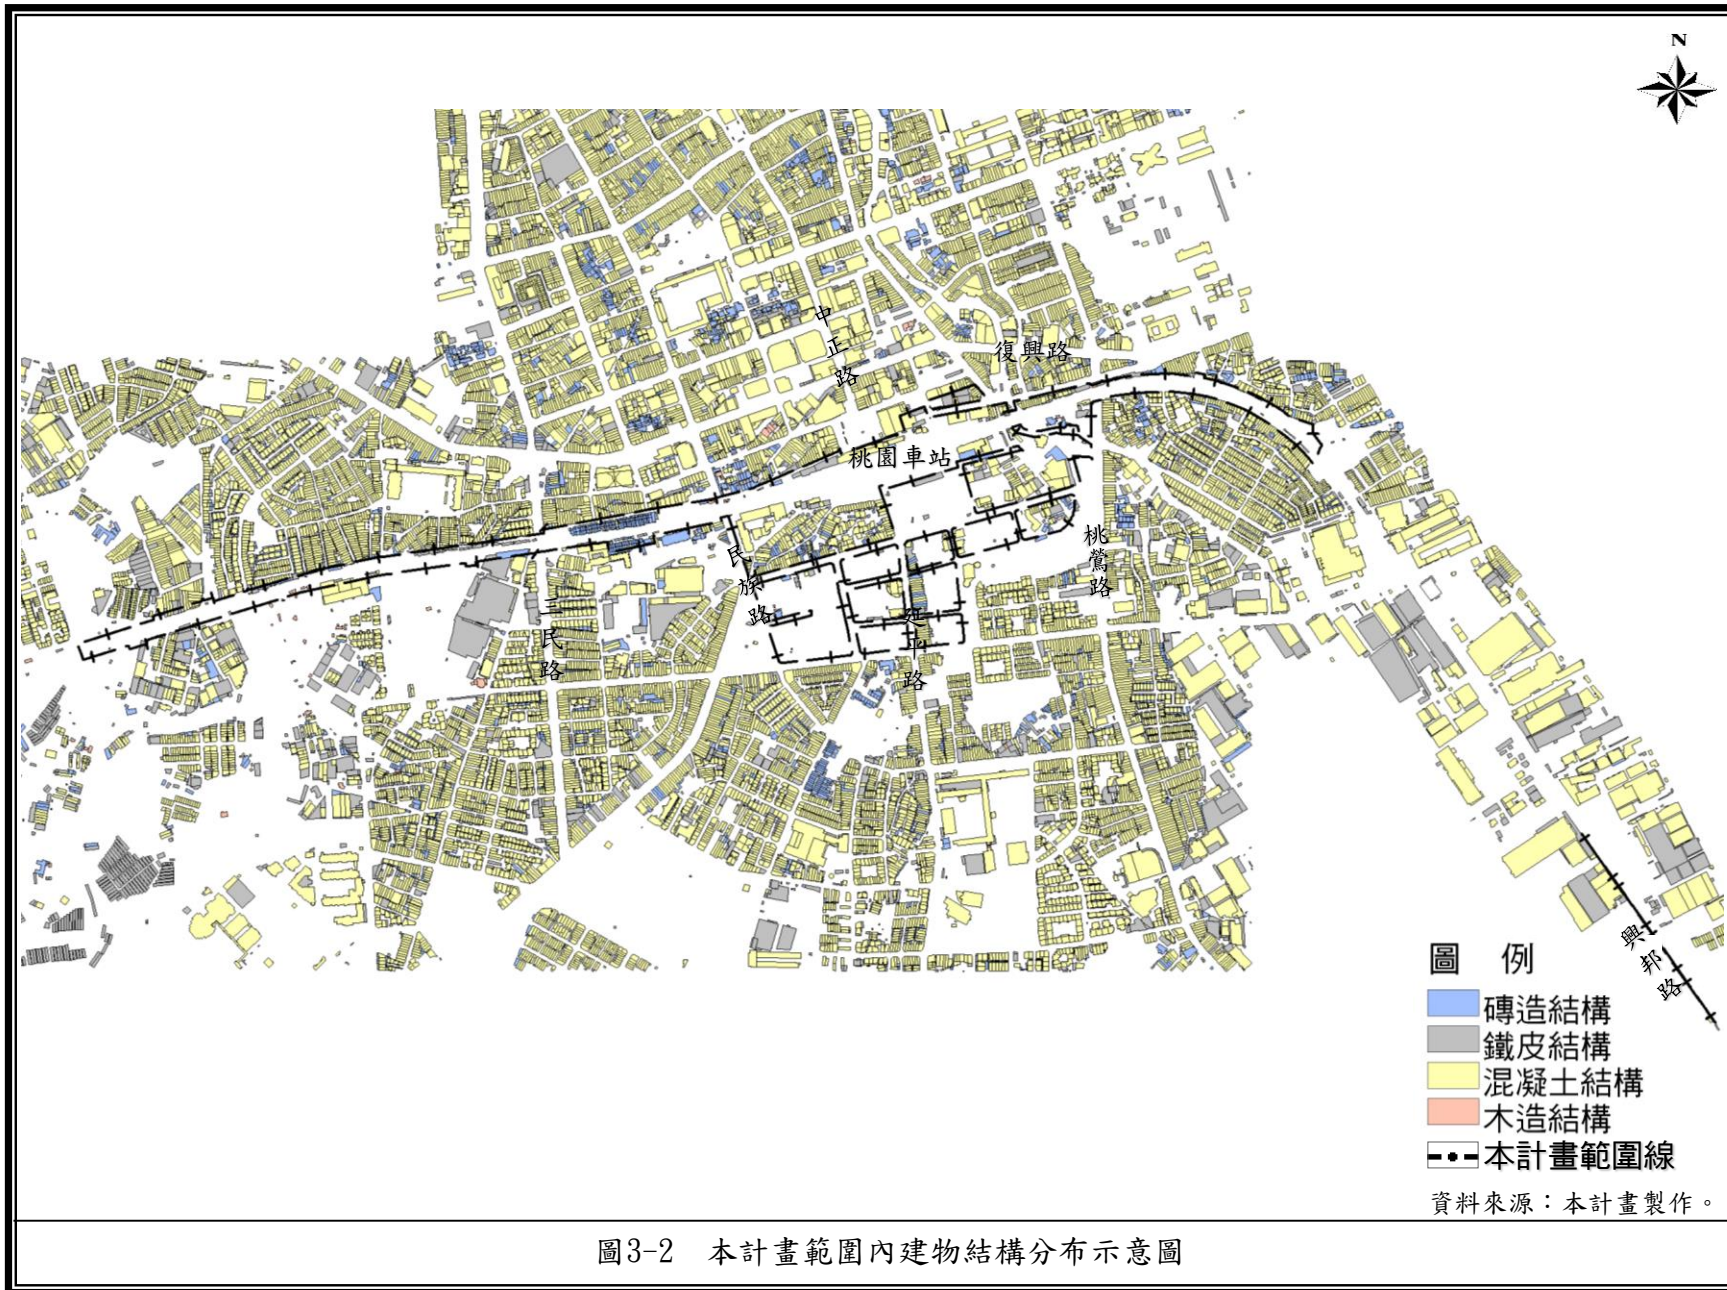 N
中正路
復興路
桃園車站
民族路
桃鶯路
三民路
延平路
興邦路
圖 例
磚造結構
鐵皮結構
混凝土結構
木造結構
本計畫範圍線
資料來源：本計畫製作。
圖3-2 本計畫範圍內建物結構分布示意圖